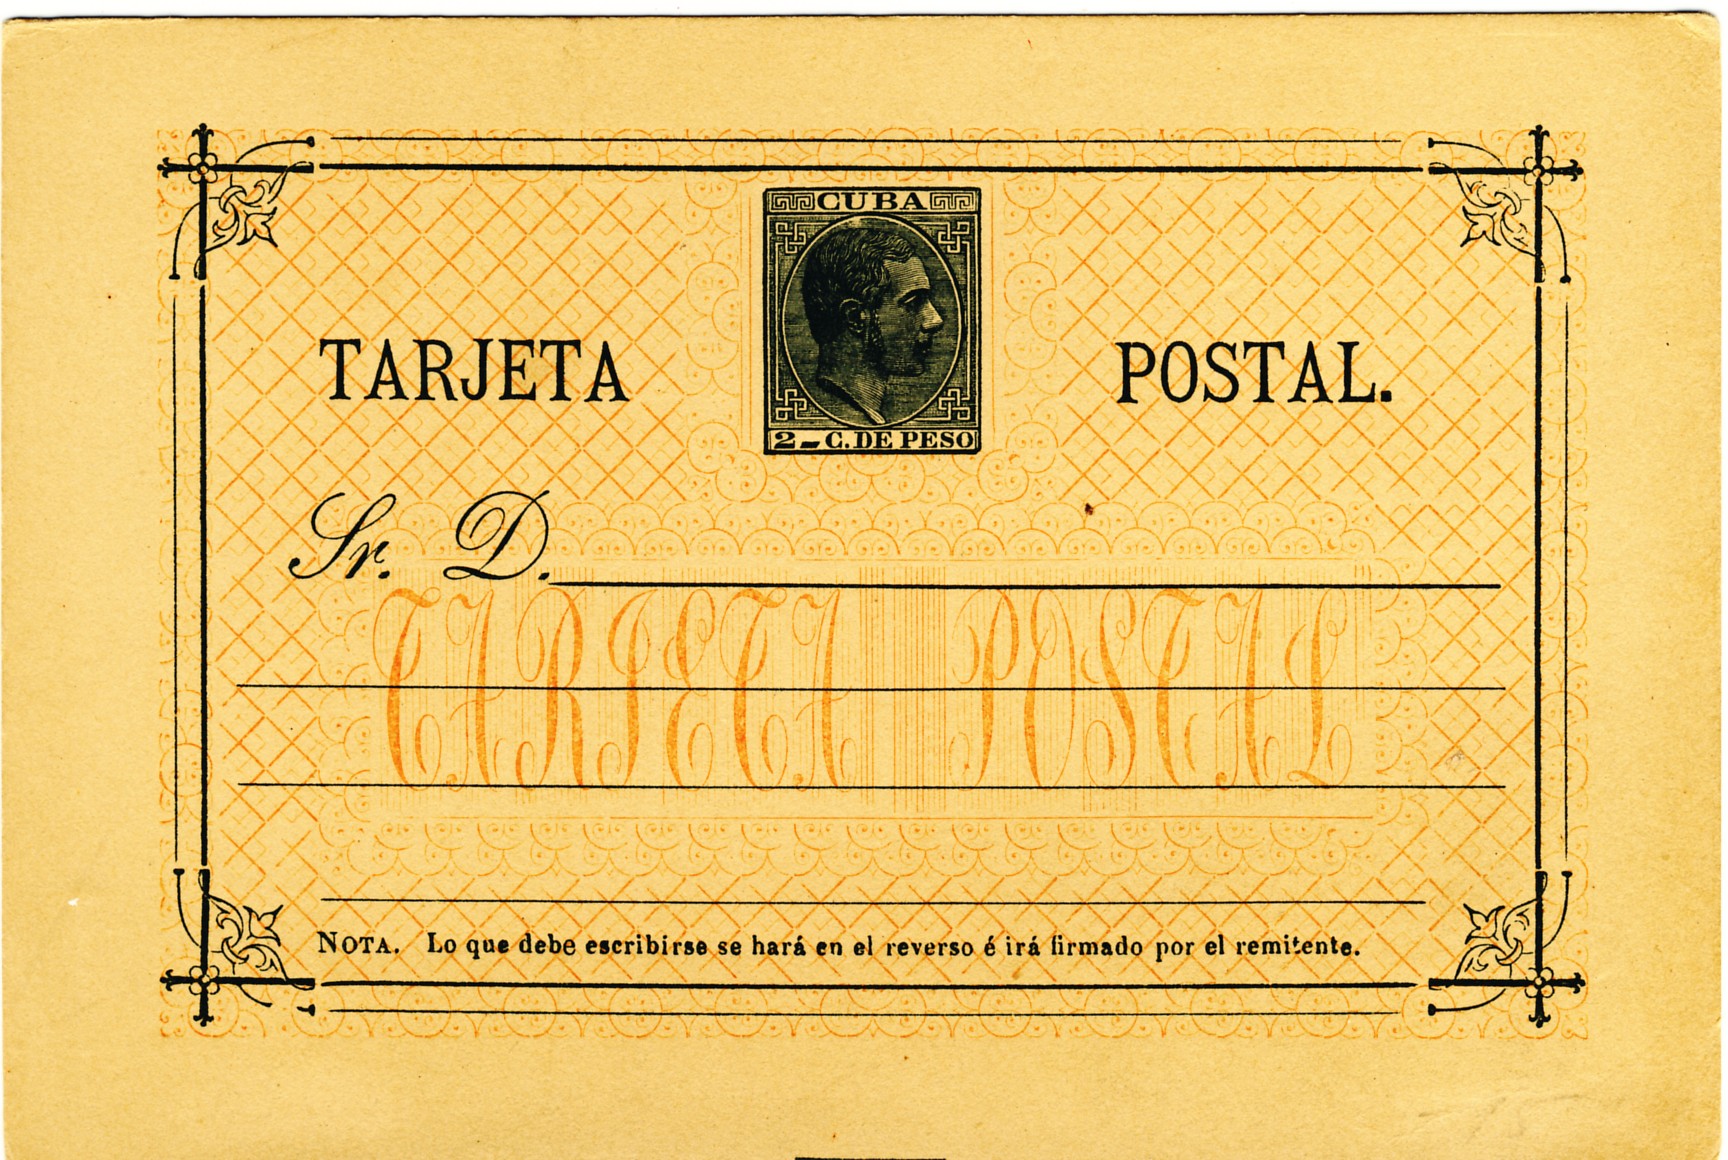 CUBA
TARJETA POSTAL.
2 - C. DE PESO
Sr. D.
TARJETA POSTAL
NOTA. Lo que debe escribirse se hará en el reverso é irá firmado por el remitente.